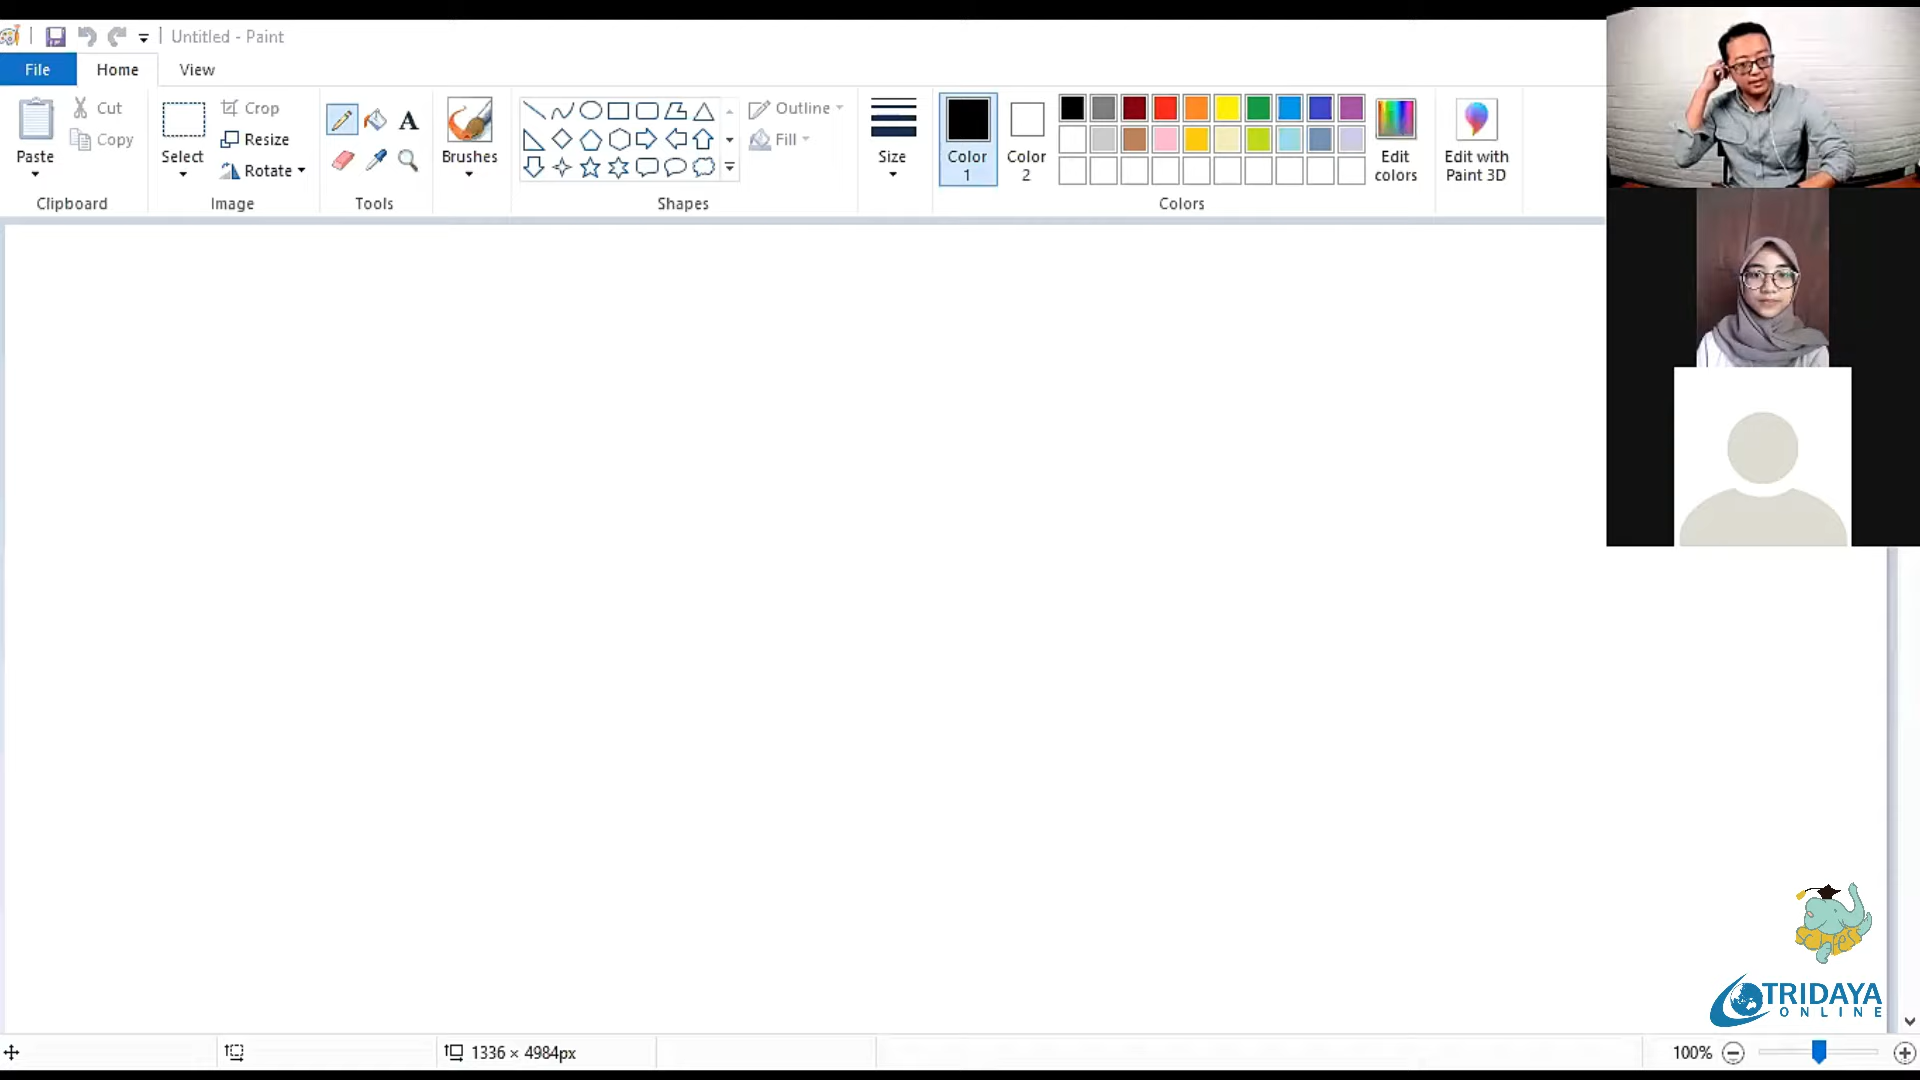 Untitled - Paint
File
Home
View
Paste
Cut
Copy
Clipboard
Select
Crop
Resize
Rotate
Image
A
Tools
Brushes
Shapes
Outline
Fill
Size
Color
1
Color
2
Edit
colors
Colors
Edit with
Paint 3D
TRIDAYA
ONLINE
1336 × 4984px
100%